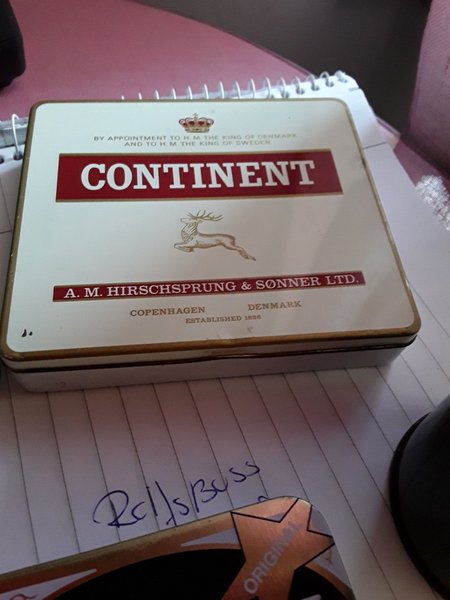 BY APPOINTMENT TO H.M. THE KING OF DENMARK
AND TO H.M. THE KING OF SWEDEN
CONTINENT
A. M. HIRSCHSPRUNG & SØNNER LTD.
COPENHAGEN DENMARK
ESTABLISHED 1826
ORIGINAL